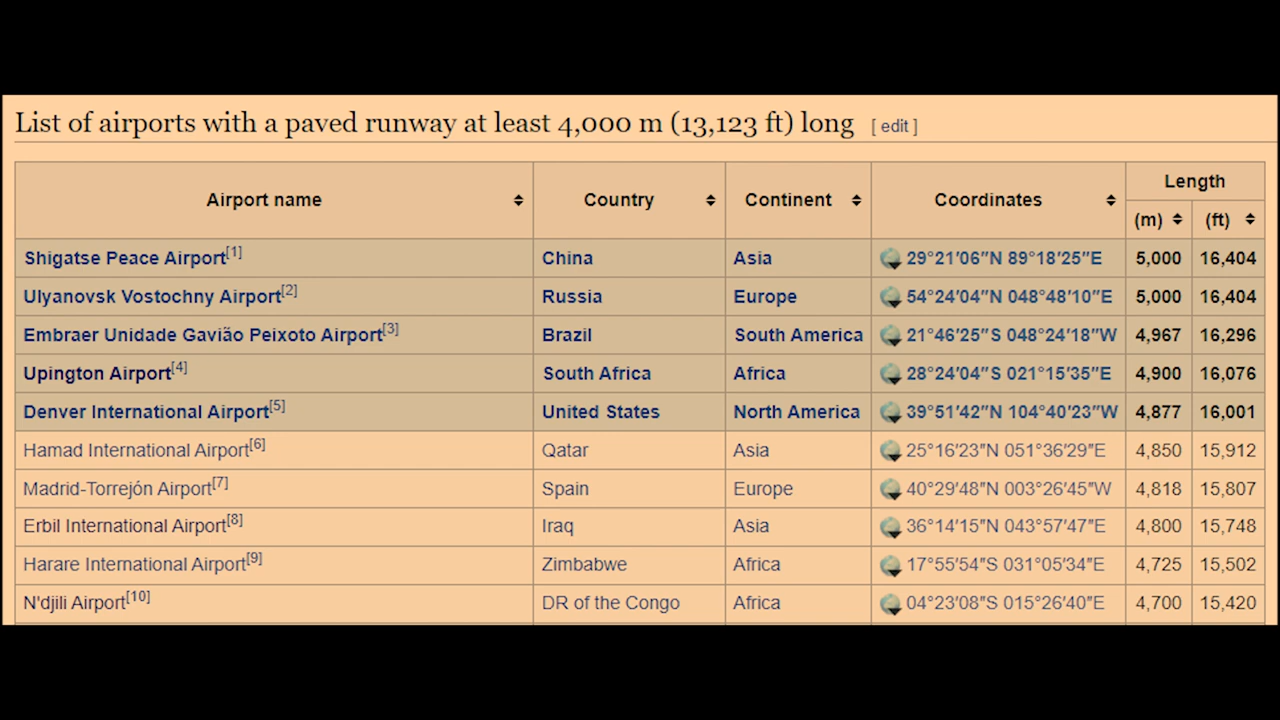 List of airports with a paved runway at least 4,000 m (13,123 ft) long [ edit ]
Airport name Country Continent Coordinates Length
(m) (ft)
Shigatse Peace Airport[1] China Asia 29°21′06″N 89°18′25″E 5,000 16,404
Ulyanovsk Vostochny Airport[2] Russia Europe 54°24′04″N 048°48′10″E 5,000 16,404
Embraer Unidade Gavião Peixoto Airport[3] Brazil South America 21°46′25″S 048°24′18″W 4,967 16,296
Upington Airport[4] South Africa Africa 28°24′04″S 021°15′35″E 4,900 16,076
Denver International Airport[5] United States North America 39°51′42″N 104°40′23″W 4,877 16,001
Hamad International Airport[6] Qatar Asia 25°16′23″N 051°36′29″E 4,850 15,912
Madrid-Torrejón Airport[7] Spain Europe 40°29′48″N 003°26′45″W 4,818 15,807
Erbil International Airport[8] Iraq Asia 36°14′15″N 043°57′47″E 4,800 15,748
Harare International Airport[9] Zimbabwe Africa 17°55′54″S 031°05′34″E 4,725 15,502
N'djili Airport[10] DR of the Congo Africa 04°23′08″S 015°26′40″E 4,700 15,420